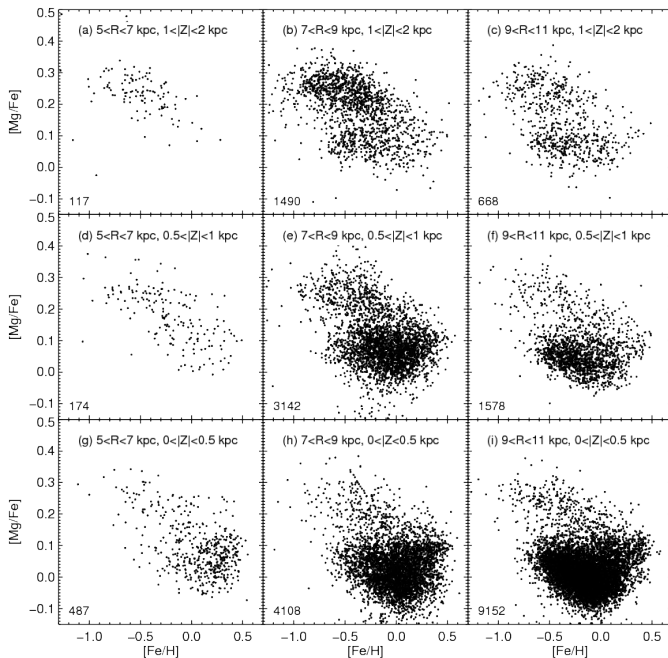 0.5
(a) 5<R<7 kpc, 1<|Z|<2 kpc
(b) 7<R<9 kpc, 1<|Z|<2 kpc
(c) 9<R<11 kpc, 1<|Z|<2 kpc
0.4
0.3
[Mg/Fe]
0.2
0.1
0.0
−0.1
117
1490
668
0.5
(d) 5<R<7 kpc, 0.5<|Z|<1 kpc
(e) 7<R<9 kpc, 0.5<|Z|<1 kpc
(f) 9<R<11 kpc, 0.5<|Z|<1 kpc
0.4
0.3
[Mg/Fe]
0.2
0.1
0.0
−0.1
174
3142
1578
0.5
(g) 5<R<7 kpc, 0<|Z|<0.5 kpc
(h) 7<R<9 kpc, 0<|Z|<0.5 kpc
(i) 9<R<11 kpc, 0<|Z|<0.5 kpc
0.4
0.3
[Mg/Fe]
0.2
0.1
0.0
−0.1
487
4108
9152
−1.0 −0.5 0.0 0.5
−1.0 −0.5 0.0 0.5
−1.0 −0.5 0.0 0.5
[Fe/H]
[Fe/H]
[Fe/H]